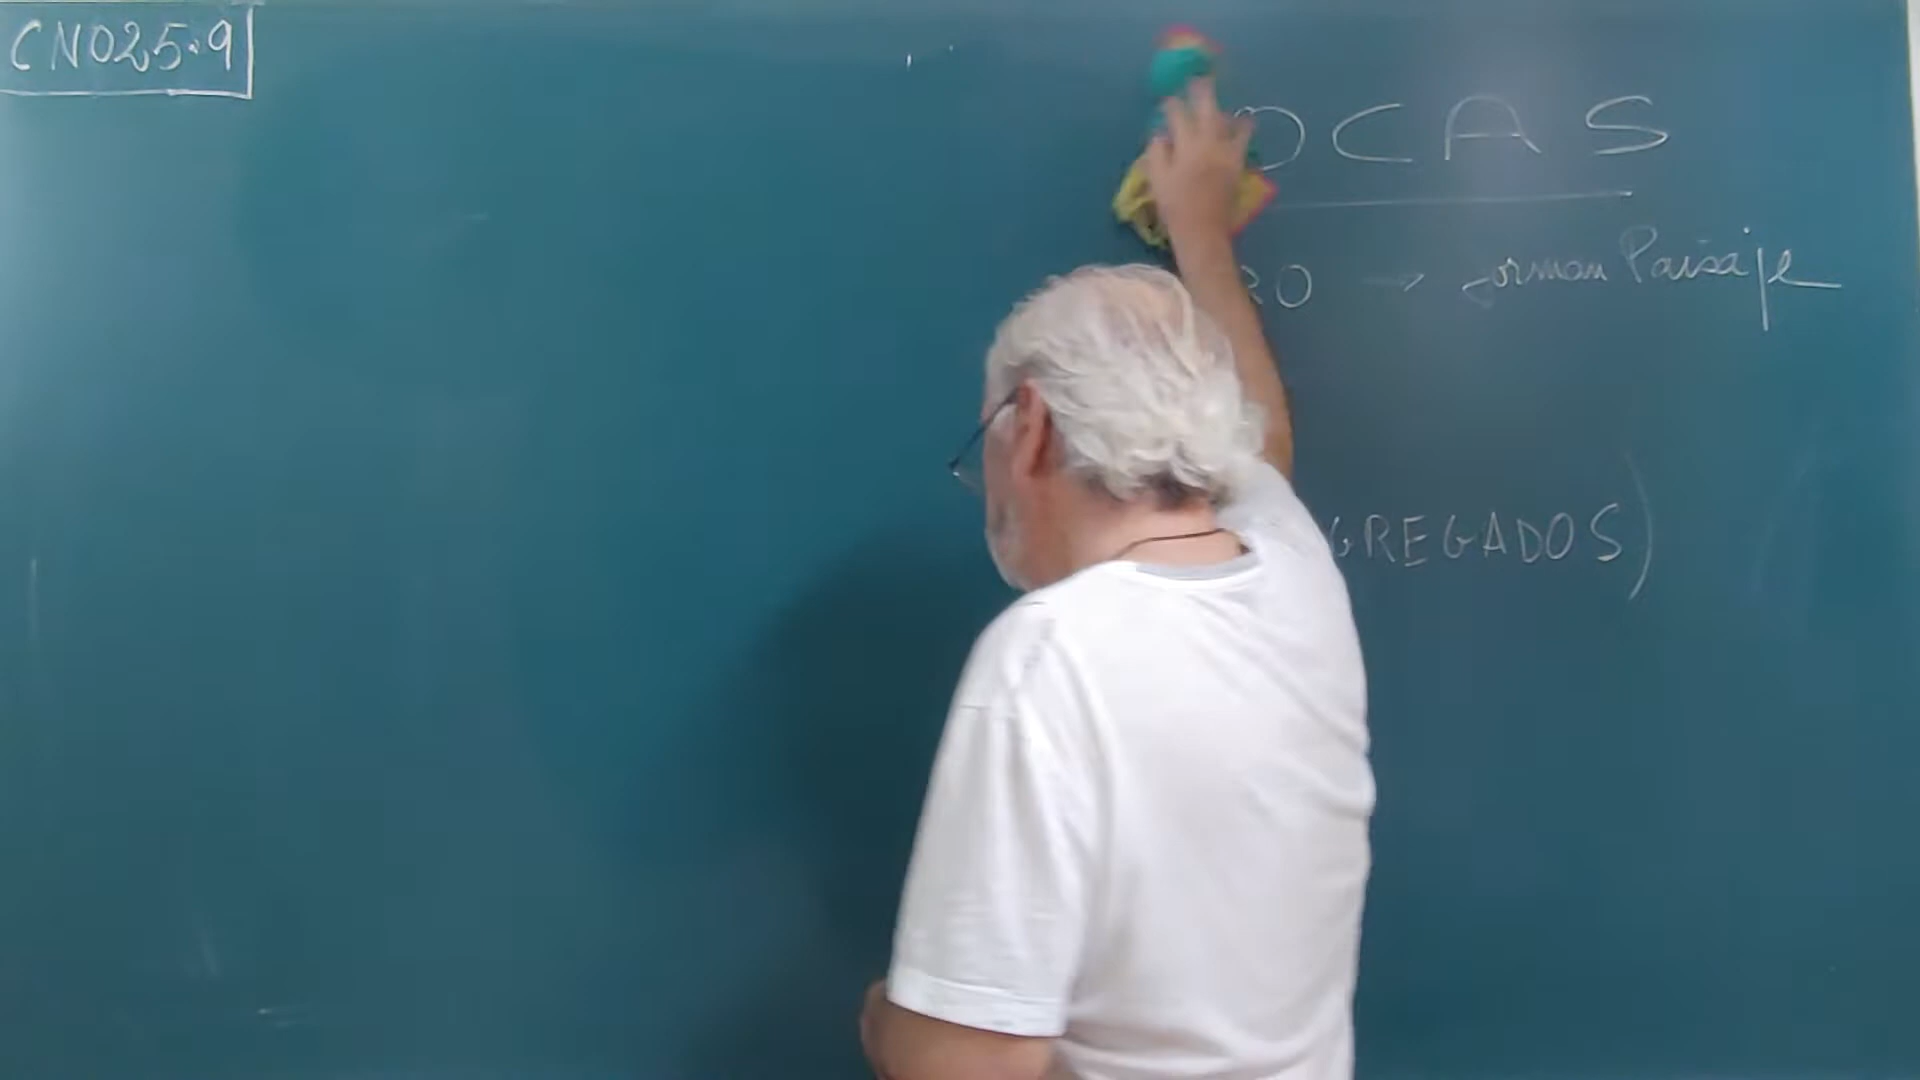 CN025.9
OCAS
RO → forman Paisaje
GREGADOS)